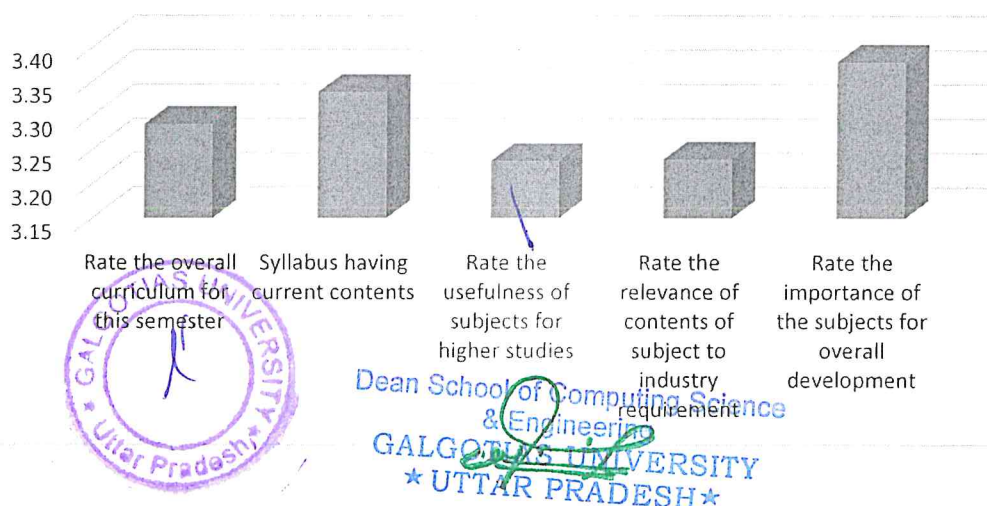 3.40
3.35
3.30
3.25
3.20
3.15
Rate the overall
curriculum for
this semester
Syllabus having
current contents
Rate the
usefulness of
subjects for
higher studies
Rate the
relevance of
contents of
subject to
industry
requirement
Rate the
importance of
the subjects for
overall
development
GALGOTIAS UNIVERSITY
★ Uttar Pradesh, ★
Dean School of Computing Science
& Engineering
GALGOTIAS UNIVERSITY
★ UTTAR PRADESH ★